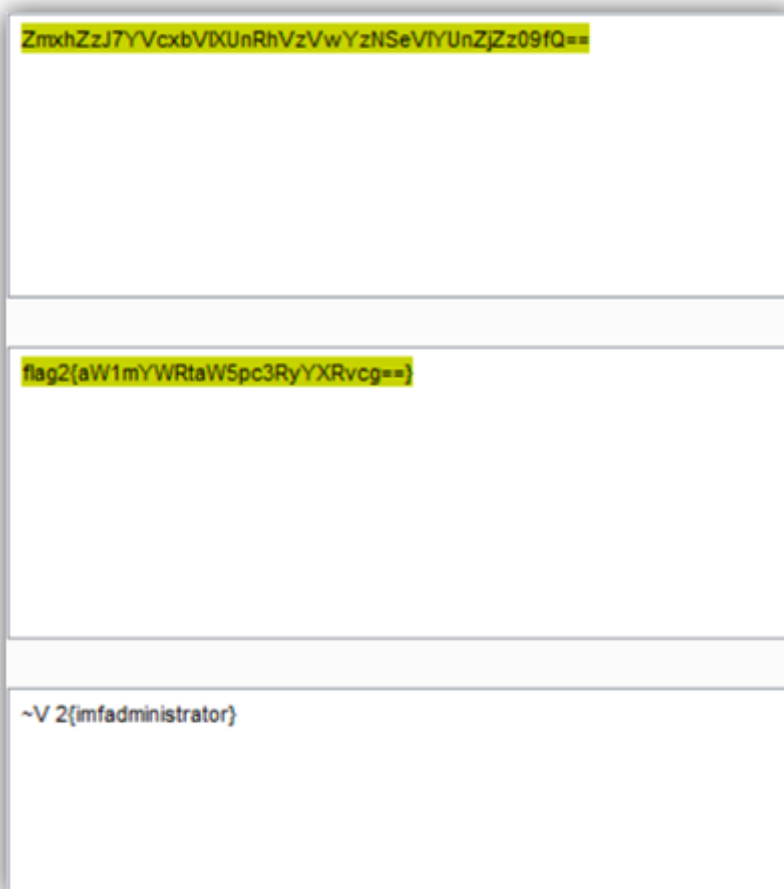 ZmxhZzJ7YVcxbVlXUnRhVzVwYzNSeVlYUnZjZz09fQ==
flag2{aW1mYWRtaW5pc3RyYXRvcg==}
~V 2{imfadministrator}